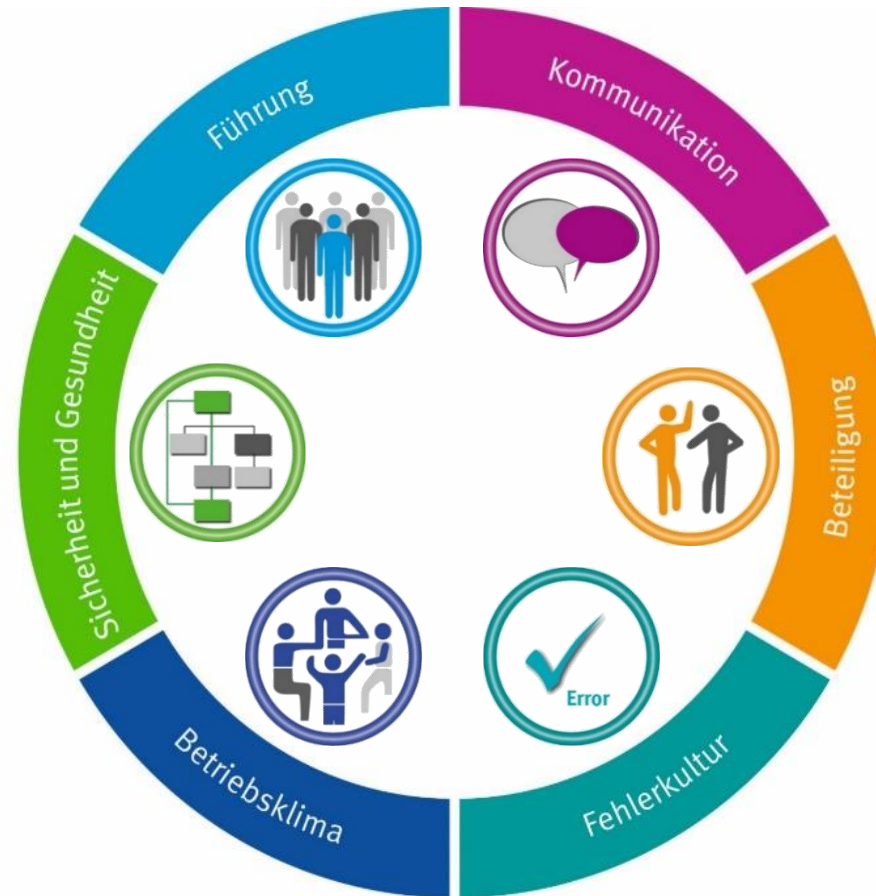 Führung
Kommunikation
Sicherheit und Gesundheit
Beteiligung
Error
Betriebsklima
Fehlerkultur